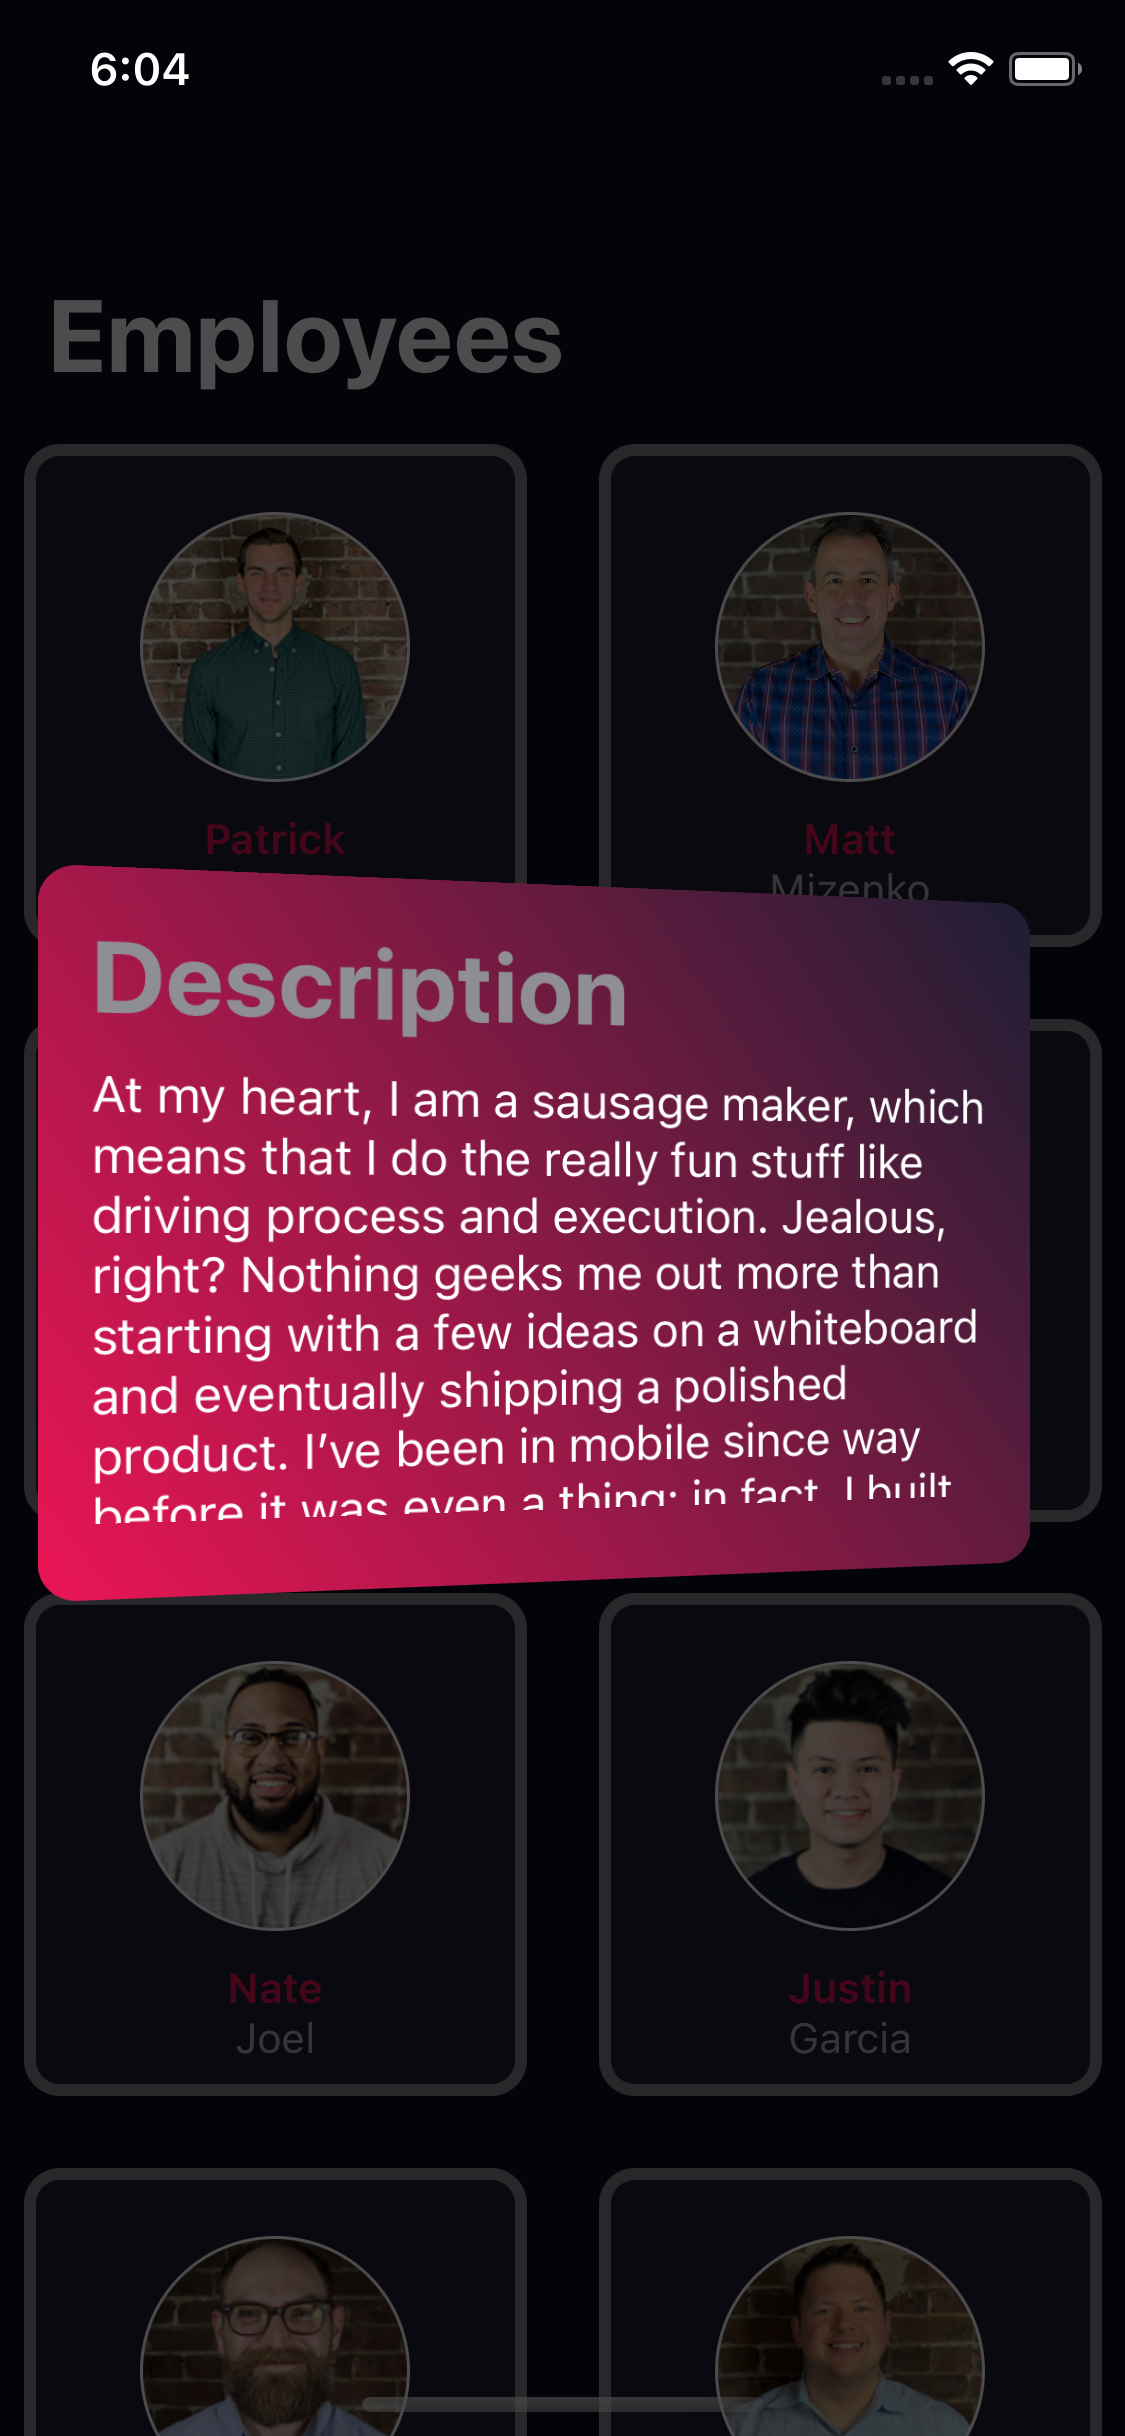 6:04
Employees
Patrick
Matt
Mizenko
Description
At my heart, I am a sausage maker, which
means that I do the really fun stuff like
driving process and execution. Jealous,
right? Nothing geeks me out more than
starting with a few ideas on a whiteboard
and eventually shipping a polished
product. I’ve been in mobile since way
before it was even a thing; in fact, I built
Nate
Joel
Justin
Garcia